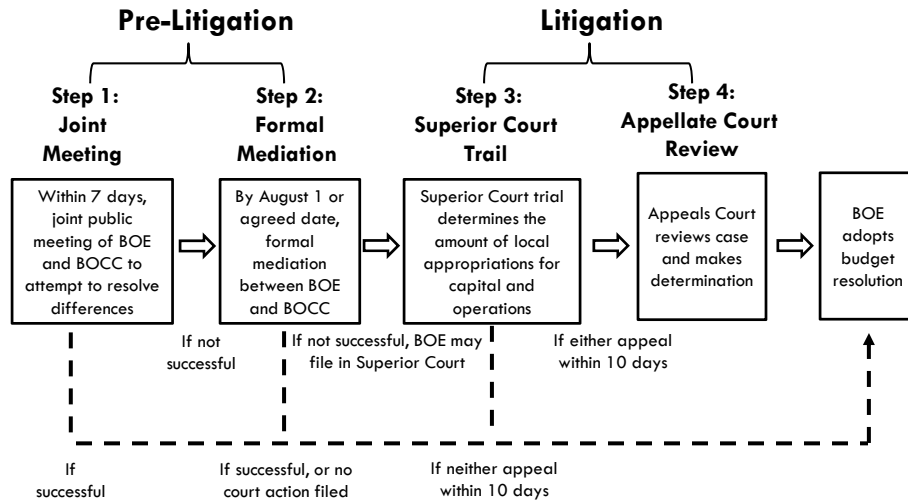 Pre-Litigation
Litigation
Step 1:
Joint
Meeting
Step 2:
Formal
Mediation
Step 3:
Superior Court
Trail
Step 4:
Appellate Court
Review
Within 7 days,
joint public
meeting of BOE
and BOCC to
attempt to resolve
differences
By August 1 or
agreed date,
formal
mediation
between BOE
and BOCC
Superior Court trial
determines the
amount of local
appropriations for
capital and
operations
Appeals Court
reviews case
and makes
determination
BOE
adopts
budget
resolution
If not
successful
If not successful, BOE may
file in Superior Court
If either appeal
within 10 days
If
successful
If successful, or no
court action filed
If neither appeal
within 10 days